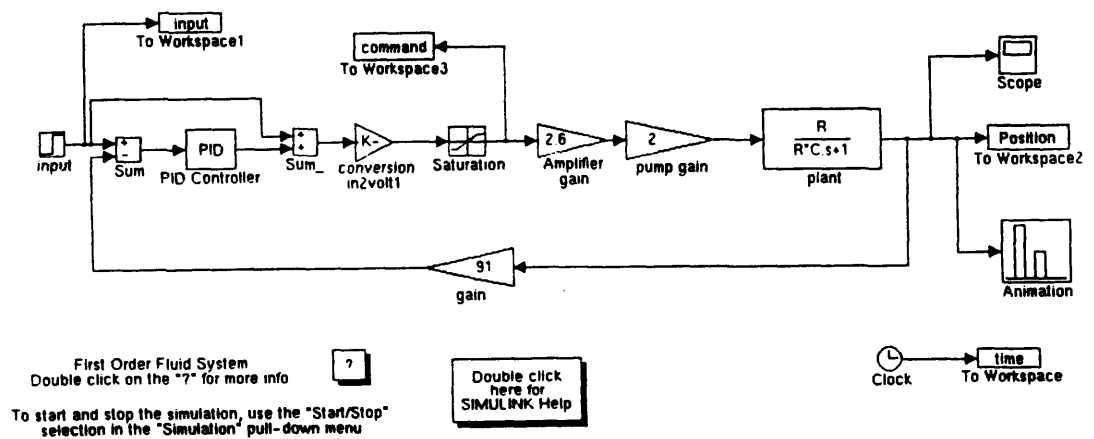 input
To Workspace1
command
To Workspace3
Scope
input
+
-
Sum
PID
PID Controller
+
+
Sum_
K-
conversion
in2volt1
Saturation
2.6
Amplifier
gain
2
pump gain
R
R*C.s+1
plant
Position
To Workspace2
91
gain
Animation
First Order Fluid System
Double click on the "?" for more info
?
To start and stop the simulation, use the "Start/Stop"
selection in the "Simulation" pull-down menu
Double click
here for
SIMULINK Help
Clock
time
To Workspace